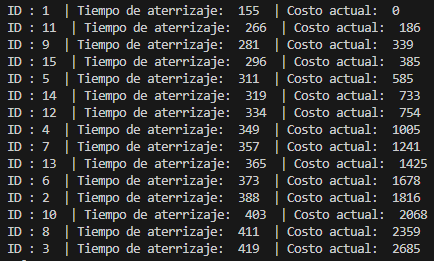 ID : 1 | Tiempo de aterrizaje: 155 | Costo actual: 0
ID : 11 | Tiempo de aterrizaje: 266 | Costo actual: 186
ID : 9 | Tiempo de aterrizaje: 281 | Costo actual: 339
ID : 15 | Tiempo de aterrizaje: 296 | Costo actual: 385
ID : 5 | Tiempo de aterrizaje: 311 | Costo actual: 585
ID : 14 | Tiempo de aterrizaje: 319 | Costo actual: 733
ID : 12 | Tiempo de aterrizaje: 334 | Costo actual: 754
ID : 4 | Tiempo de aterrizaje: 349 | Costo actual: 1005
ID : 7 | Tiempo de aterrizaje: 357 | Costo actual: 1241
ID : 13 | Tiempo de aterrizaje: 365 | Costo actual: 1425
ID : 6 | Tiempo de aterrizaje: 373 | Costo actual: 1678
ID : 2 | Tiempo de aterrizaje: 388 | Costo actual: 1816
ID : 10 | Tiempo de aterrizaje: 403 | Costo actual: 2068
ID : 8 | Tiempo de aterrizaje: 411 | Costo actual: 2359
ID : 3 | Tiempo de aterrizaje: 419 | Costo actual: 2685